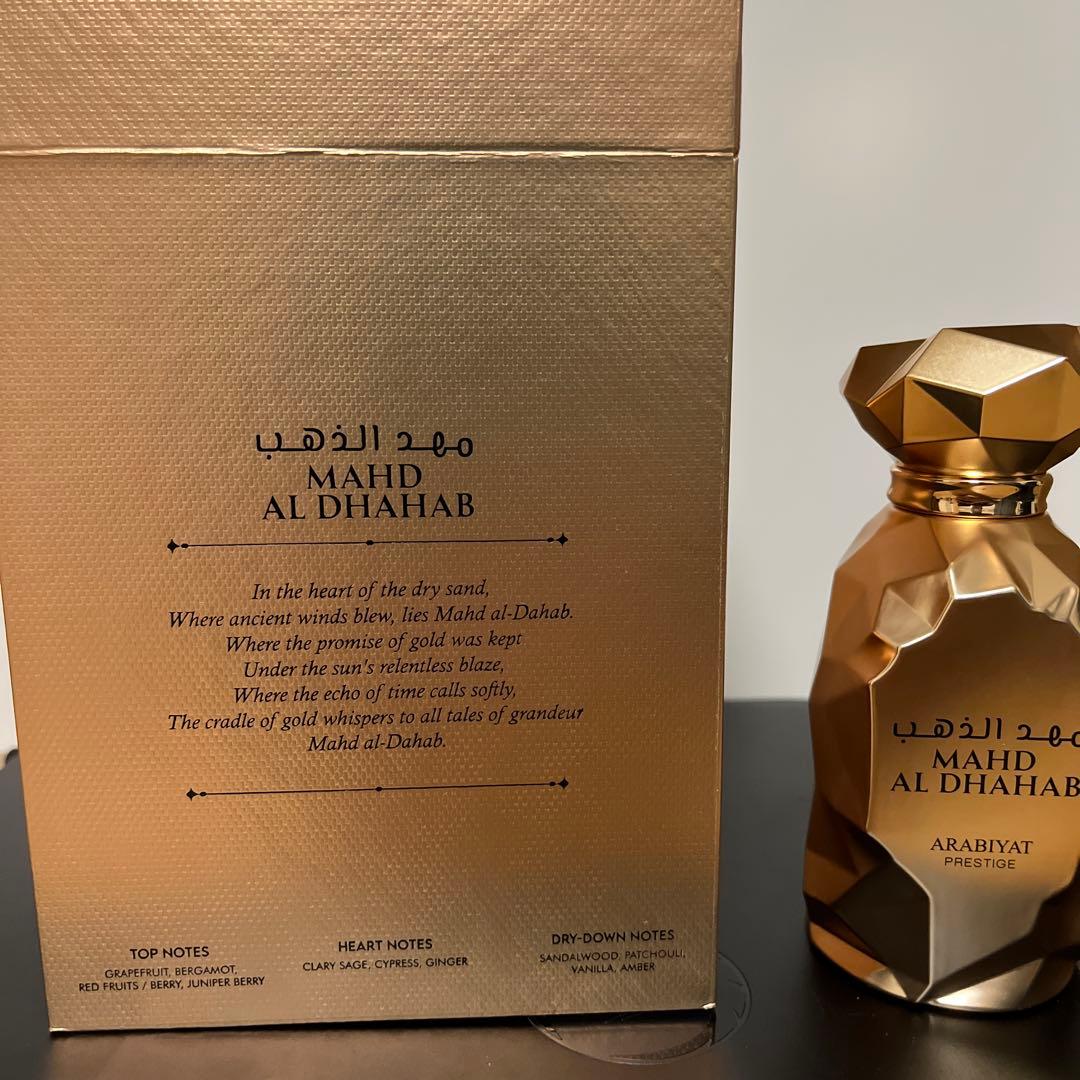 مهد الذهب
MAHD
AL DHAHAB
In the heart of the dry sand,
Where ancient winds blew, lies Mahd al-Dahab.
Where the promise of gold was kept
Under the sun's relentless blaze,
Where the echo of time calls softly,
The cradle of gold whispers to all tales of grandeur
Mahd al-Dahab.
TOP NOTES
GRAPEFRUIT, BERGAMOT,
RED FRUITS / BERRY, JUNIPER BERRY
HEART NOTES
CLARY SAGE, CYPRESS, GINGER
DRY-DOWN NOTES
SANDALWOOD, PATCHOULI,
VANILLA, AMBER
مهد الذهب
MAHD
AL DHAHAB
ARABIYAT
PRESTIGE